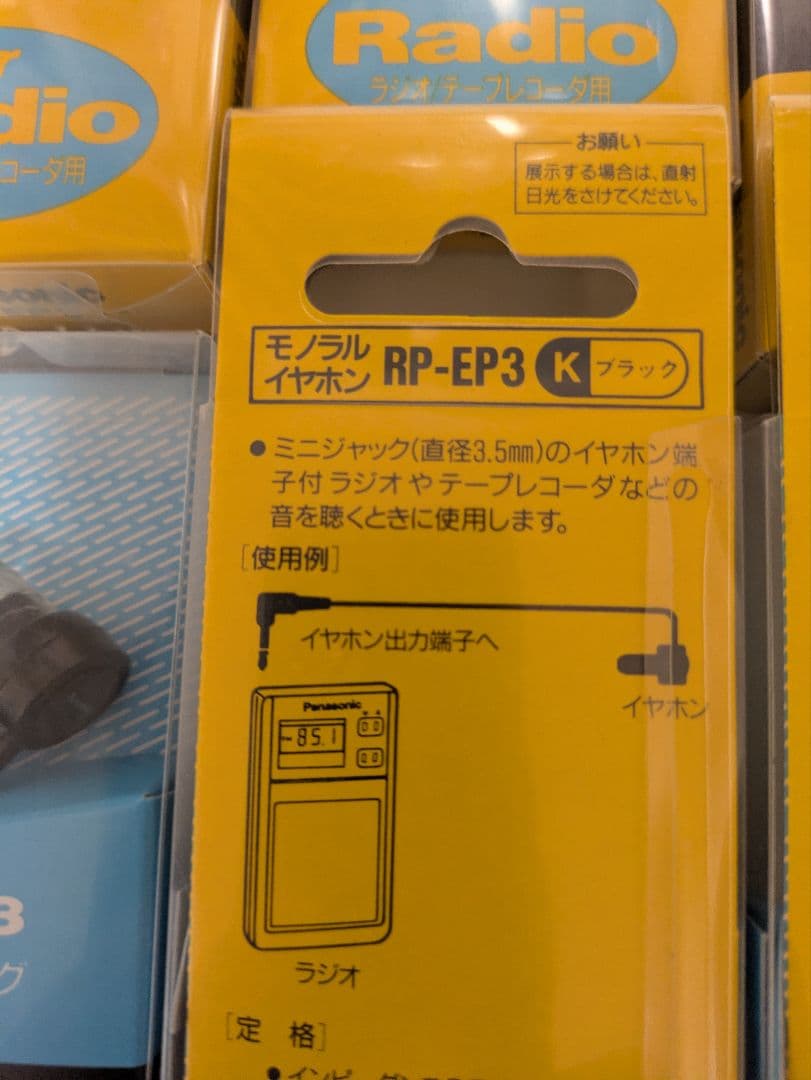 Radio
ラジオ/テープレコーダ用
dio
コーダ用
お願い
展示する場合は、直射
日光をさけてください。
モノラル
イヤホン
RP-EP3 K ブラック
●ミニジャック(直径3.5mm)のイヤホン端
子付ラジオやテープレコーダなどの
音を聴くときに使用します。
[使用例]
イヤホン出力端子へ
イヤホン
Panasonic
85.1
ラジオ
3
グ
[定 格]